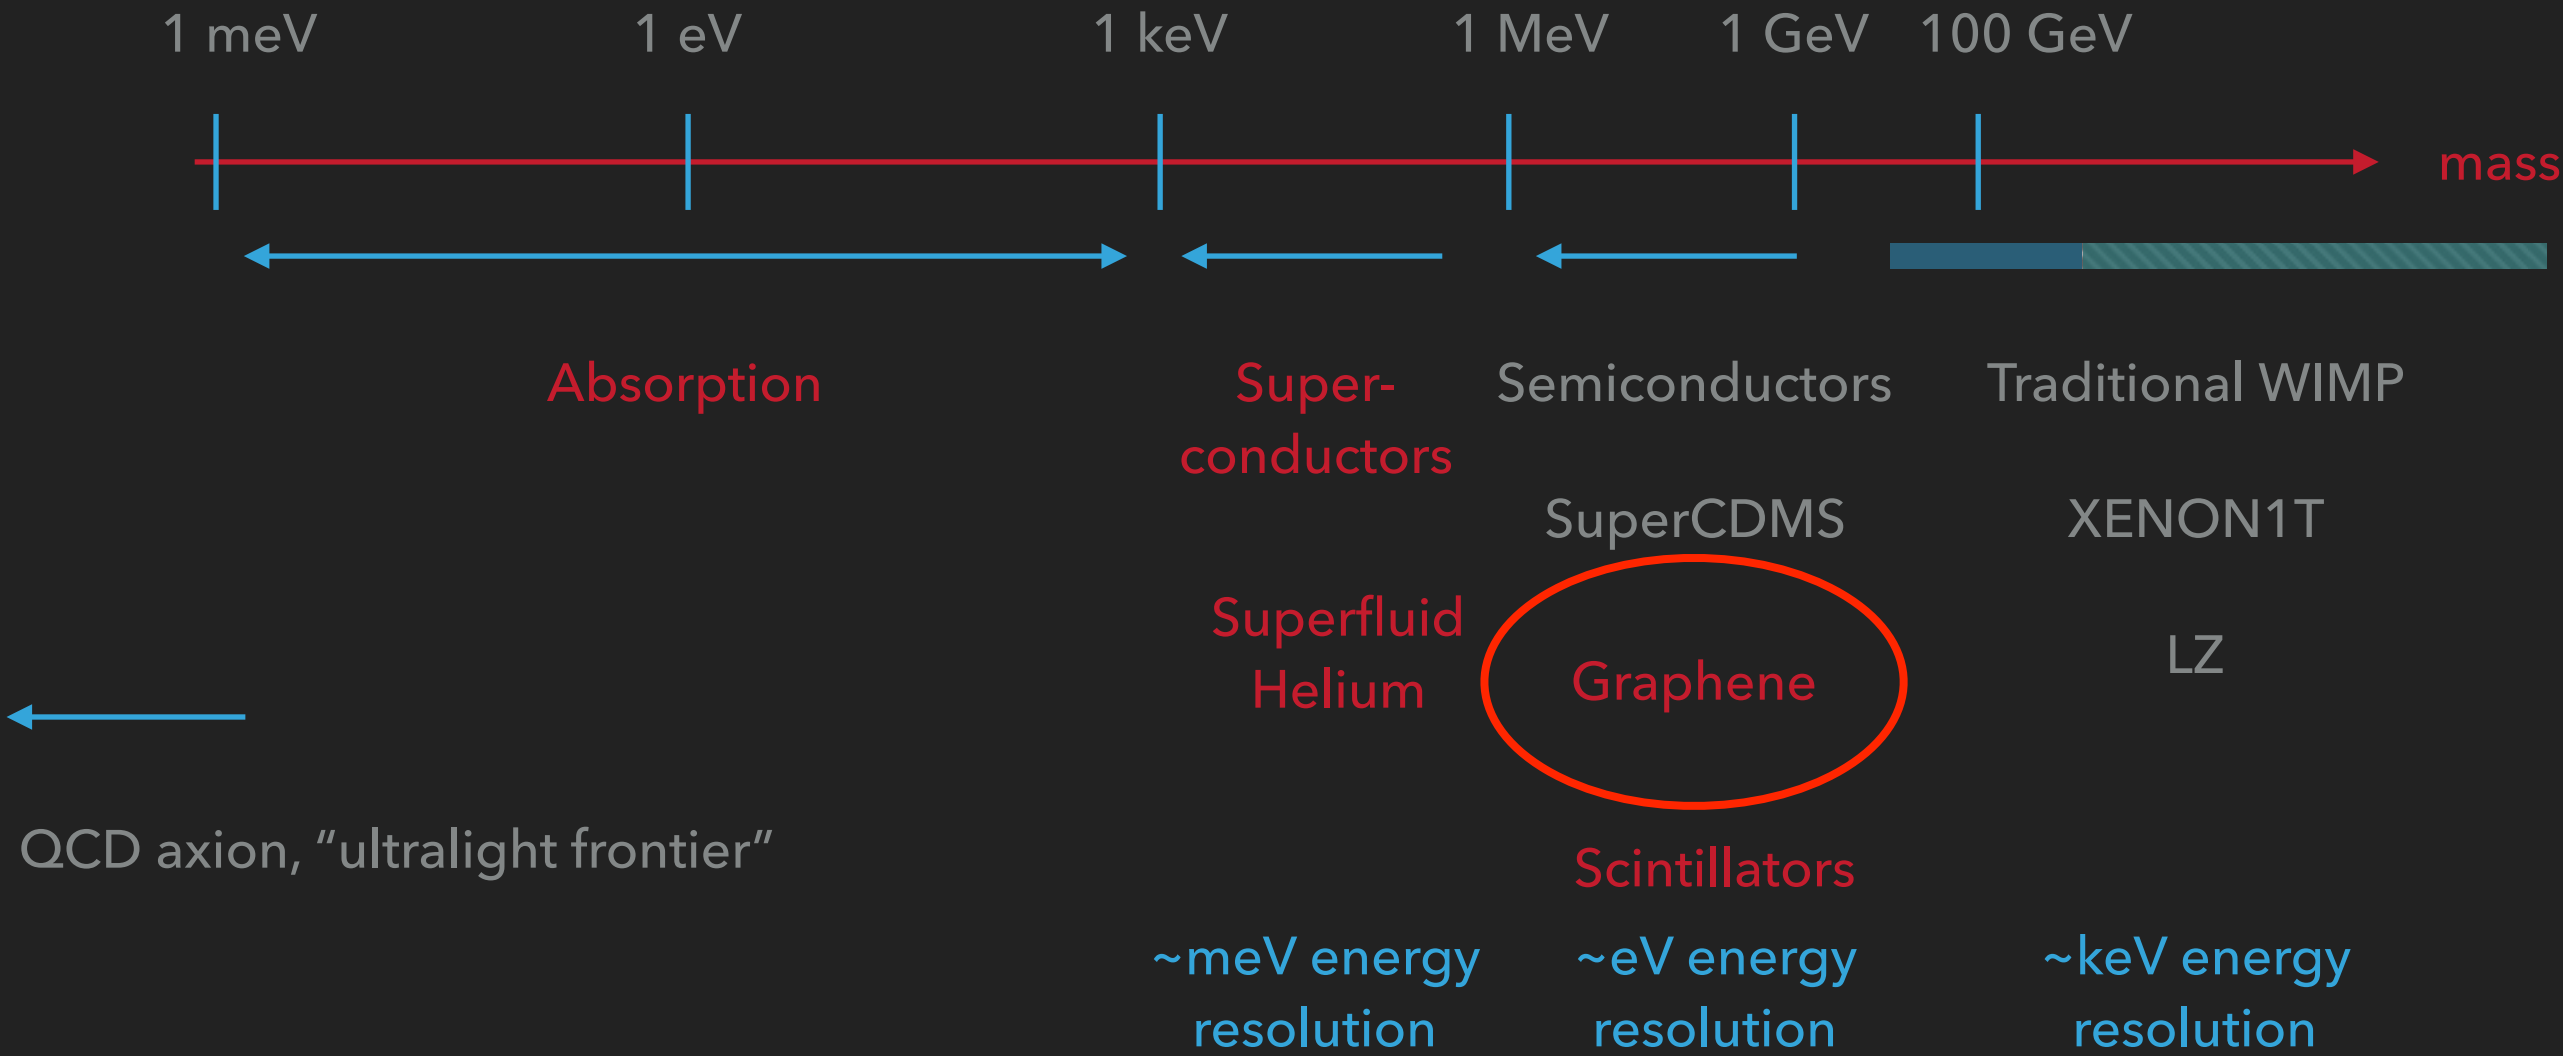 1 meV
1 eV
1 keV
1 MeV
1 GeV
100 GeV
mass
Absorption
Super-
conductors
Semiconductors
Traditional WIMP
SuperCDMS
XENON1T
Superfluid
Helium
Graphene
LZ
QCD axion, “ultralight frontier”
Scintillators
~meV energy
resolution
~eV energy
resolution
~keV energy
resolution